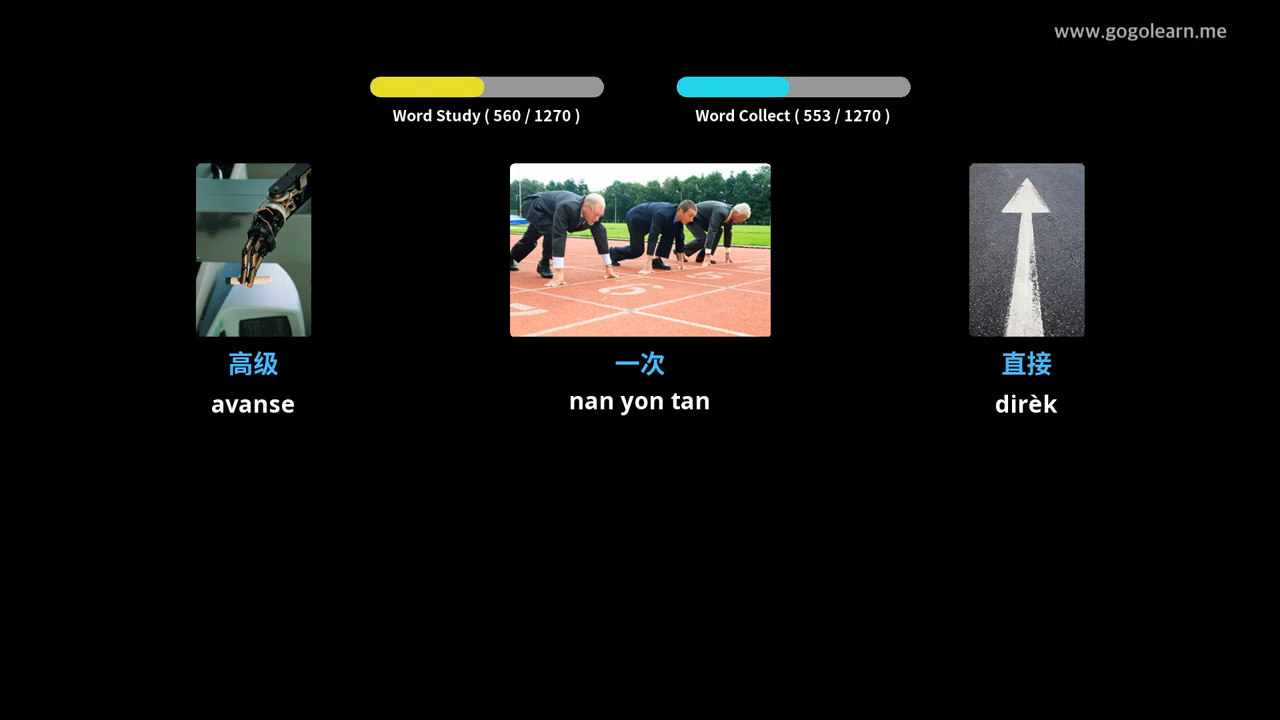 www.gogolearn.me
Word Study ( 560 / 1270 )
Word Collect ( 553 / 1270 )
高级
一次
直接
avanse
nan yon tan
dirèk